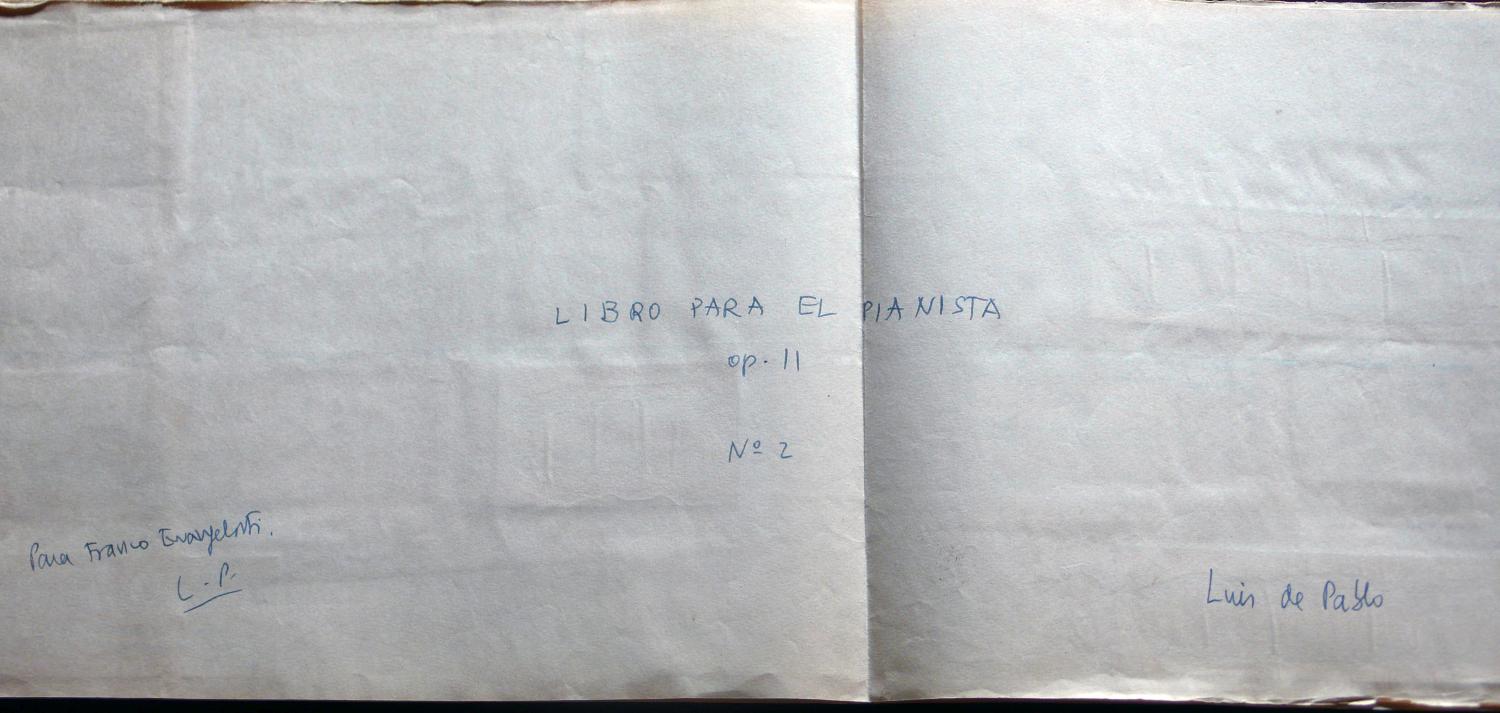 LIBRO PARA EL PIANISTA
op. 11
Nº 2
Para Franco Evangelisti.
L. P.
Luis de Pablo